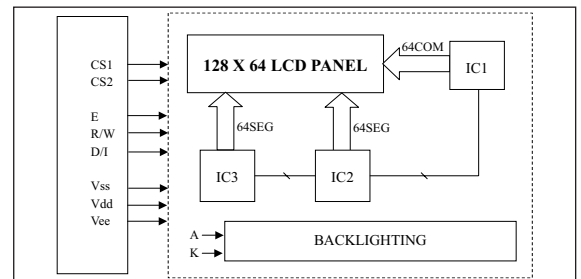 CS1
CS2
E
R/W
D/I
Vss
Vdd
Vee
128 X 64 LCD PANEL
64COM
IC1
64SEG
64SEG
IC3
IC2
A
K
BACKLIGHTING